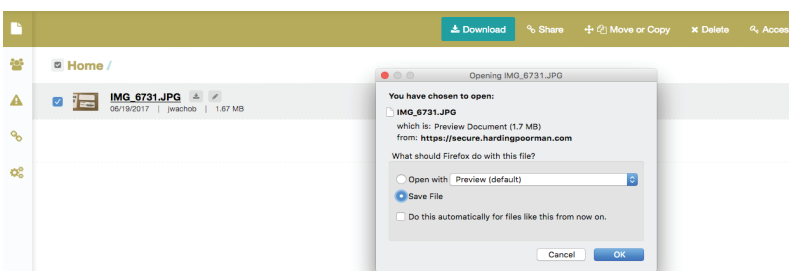 Download Share Move or Copy Delete Acces
Home /
IMG_6731.JPG
06/19/2017 | jwachob | 1.67 MB
Opening IMG_6731.JPG
You have chosen to open:
IMG_6731.JPG
which is: Preview Document (1.7 MB)
from: https://secure.hardingpoorman.com
What should Firefox do with this file?
Open with Preview (default)
Save File
Do this automatically for files like this from now on.
Cancel OK